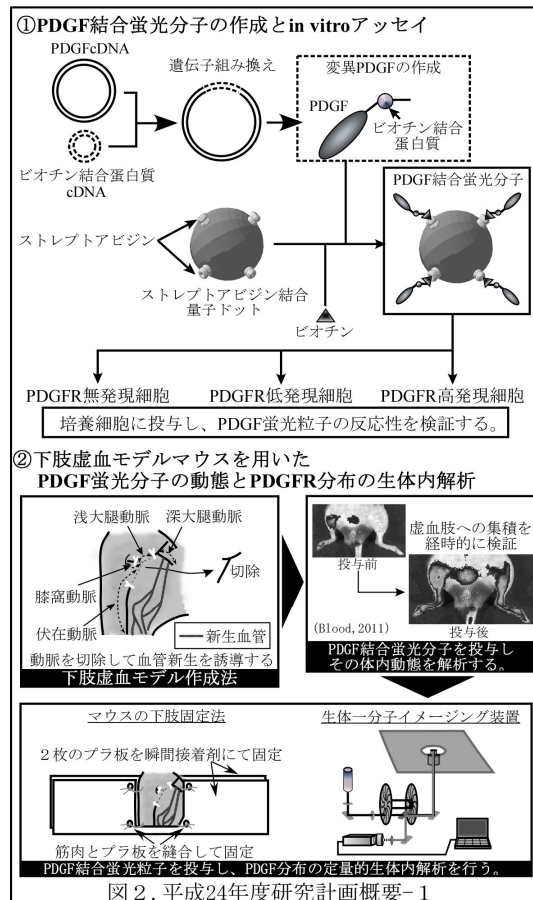 ①PDGF結合蛍光分子の作成とin vitroアッセイ
PDGFcDNA
遺伝子組み換え
変異PDGFの作成
PDGF
ビオチン結合
蛋白質
ビオチン結合蛋白質
cDNA
PDGF結合蛍光分子
ストレプトアビジン
ストレプトアビジン結合
量子ドット
ビオチン
PDGFR無発現細胞
PDGFR低発現細胞
PDGFR高発現細胞
培養細胞に投与し、PDGF蛍光粒子の反応性を検証する。
②下肢虚血モデルマウスを用いた
PDGF蛍光分子の動態とPDGFR分布の生体内解析
浅大腿動脈
深大腿動脈
切除
膝窩動脈
伏在動脈
新生血管
動脈を切除して血管新生を誘導する
下肢虚血モデル作成法
虚血肢への集積を
経時的に検証
投与前
(Blood,2011)
投与後
PDGF結合蛍光分子を投与し
その体内動態を解析する。
マウスの下肢固定法
2枚のプラ板を瞬間接着剤にて固定
筋肉とプラ板を縫合して固定
生体一分子イメージング装置
PDGF結合蛍光粒子を投与し、PDGF分布の定量的生体内解析を行う。
図2.平成24年度研究計画概要-1